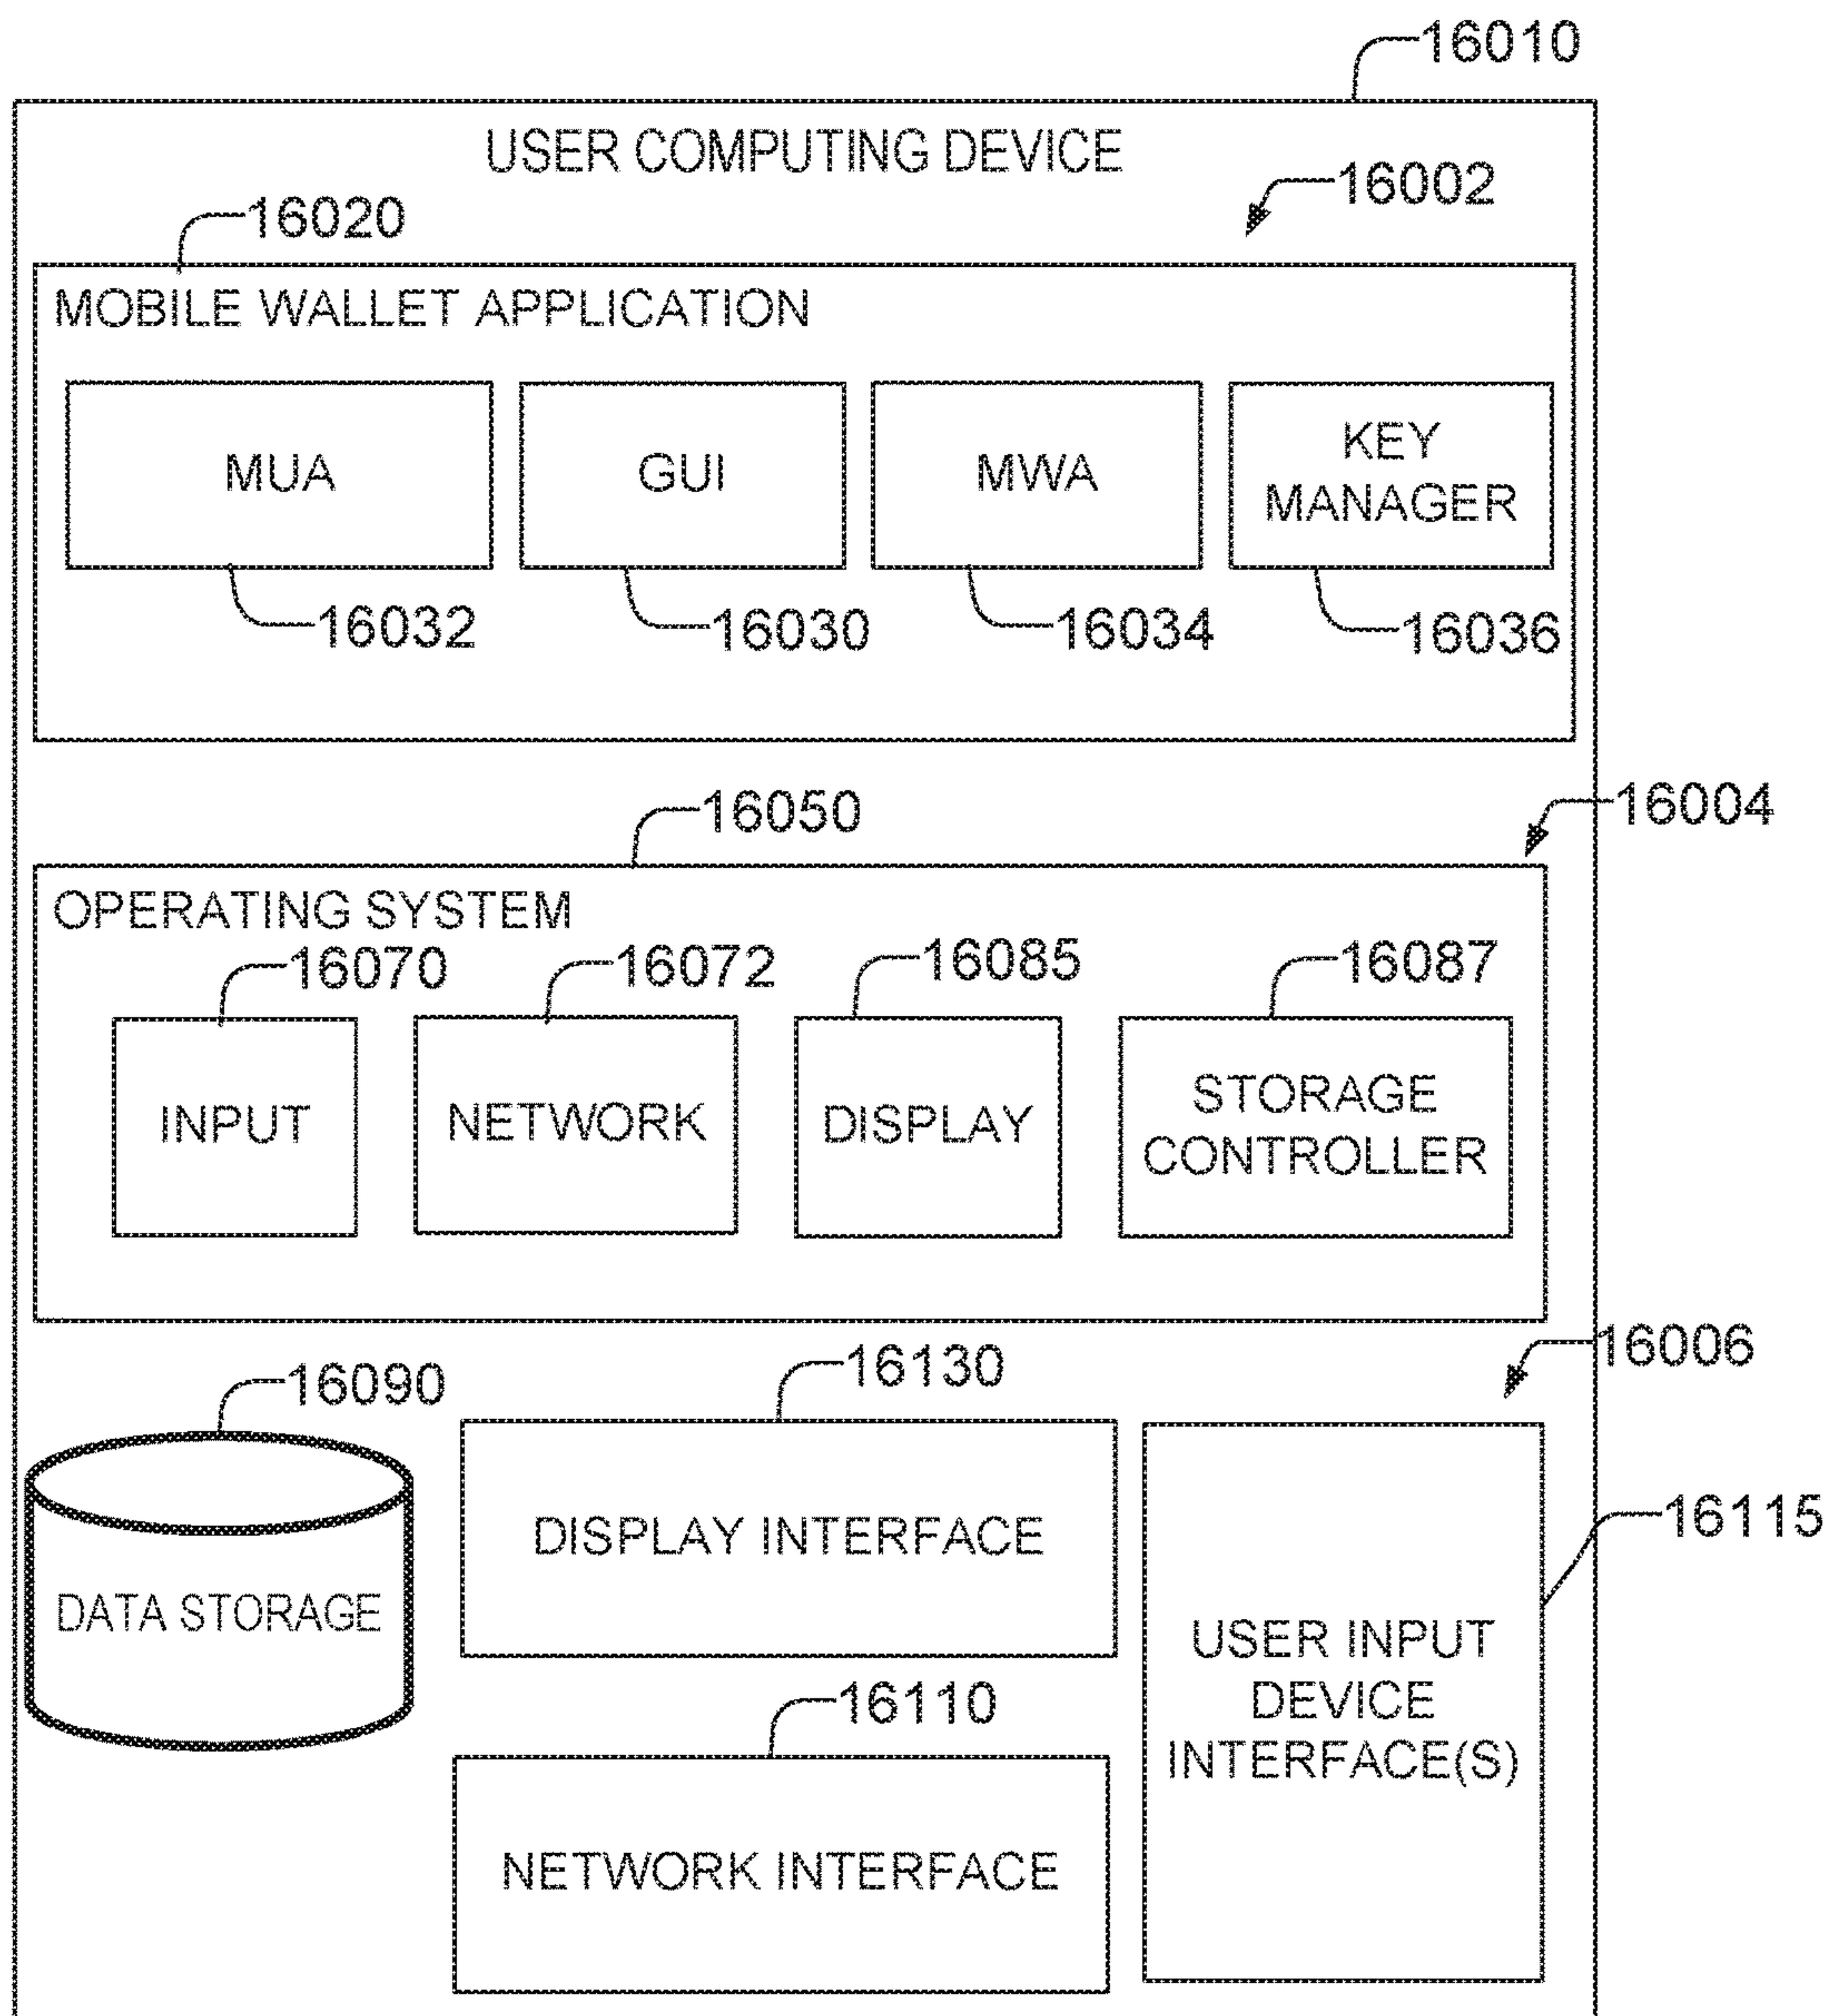 16010
USER COMPUTING DEVICE
16002
16020
MOBILE WALLET APPLICATION
MUA
GUI
MWA
KEY
MANAGER
16032
16030
16034
16036
16050
16004
OPERATING SYSTEM
16070
16072
16085
16087
INPUT
NETWORK
DISPLAY
STORAGE
CONTROLLER
16006
16090
16130
DATA STORAGE
DISPLAY INTERFACE
16115
USER INPUT
DEVICE
INTERFACE(S)
16110
NETWORK INTERFACE